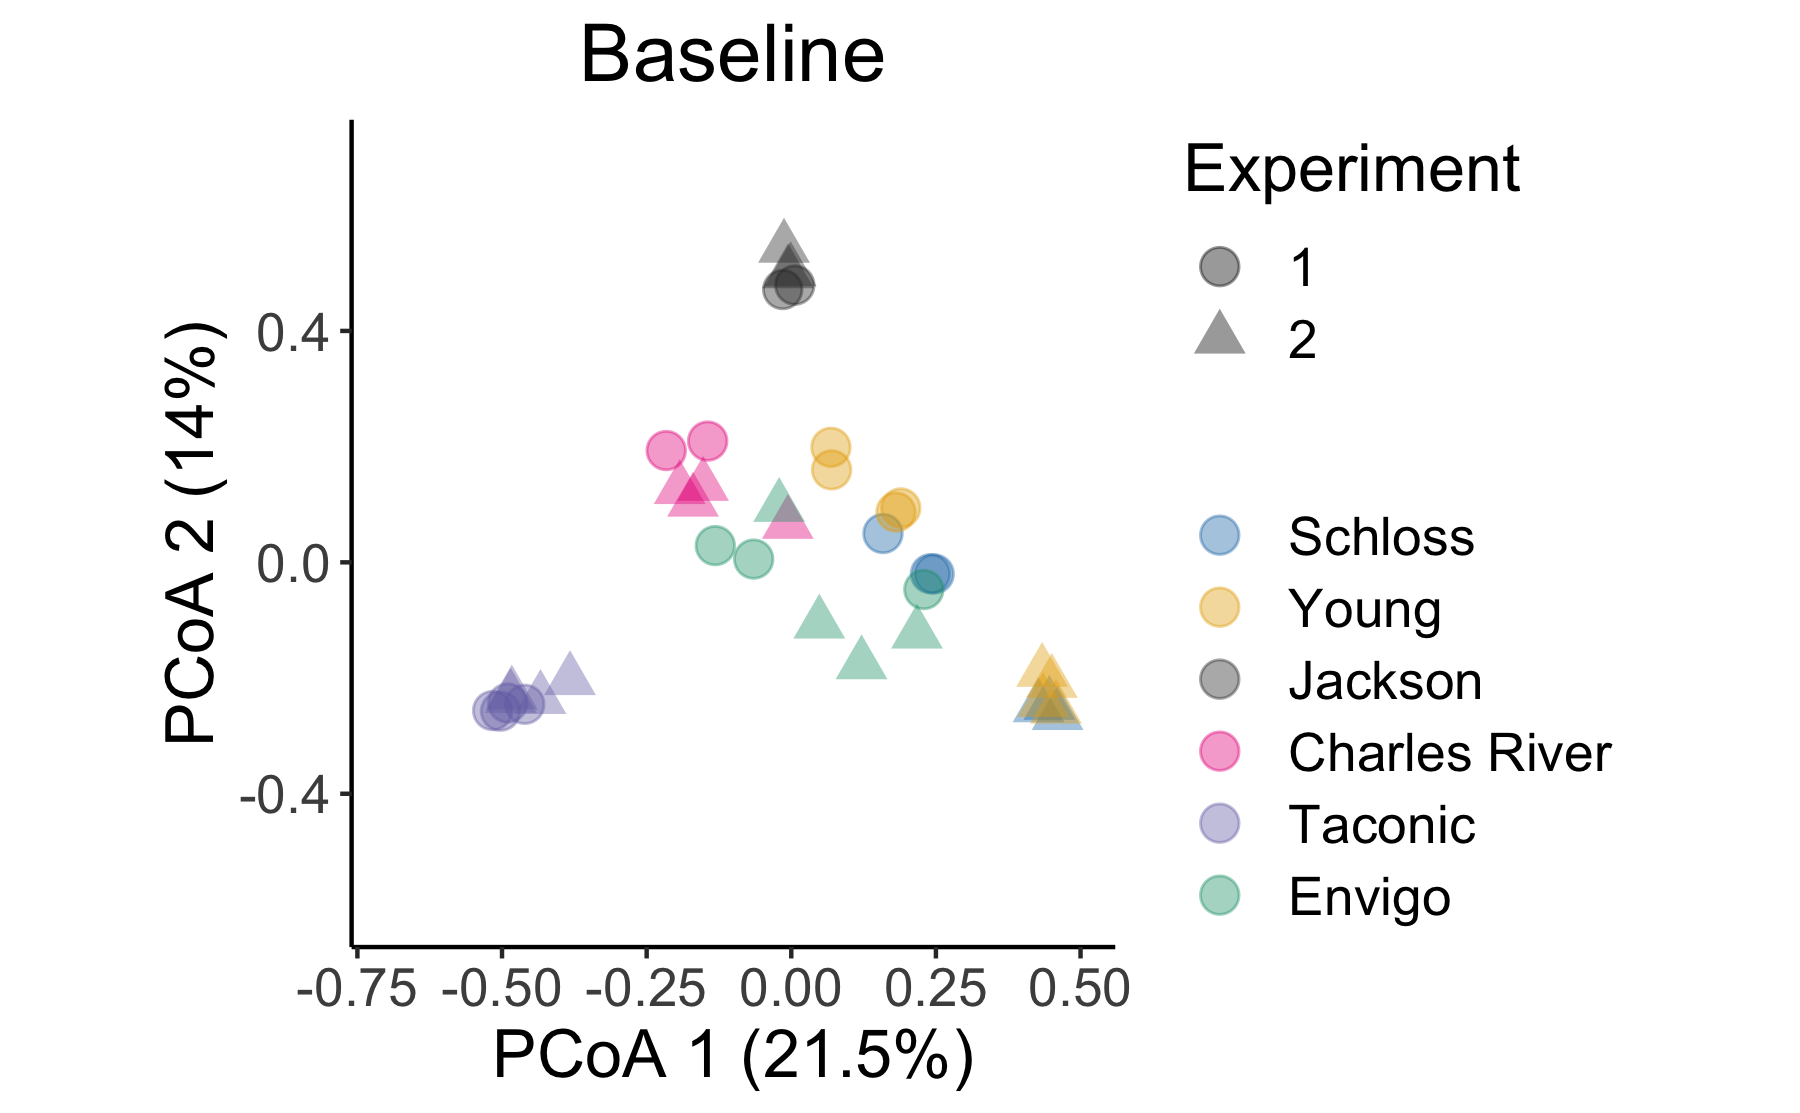 Baseline
PCoA 2 (14%)
0.4
0.0
-0.4
-0.75 -0.50 -0.25 0.00 0.25 0.50
PCoA 1 (21.5%)
Experiment
1
2
Schloss
Young
Jackson
Charles River
Taconic
Envigo